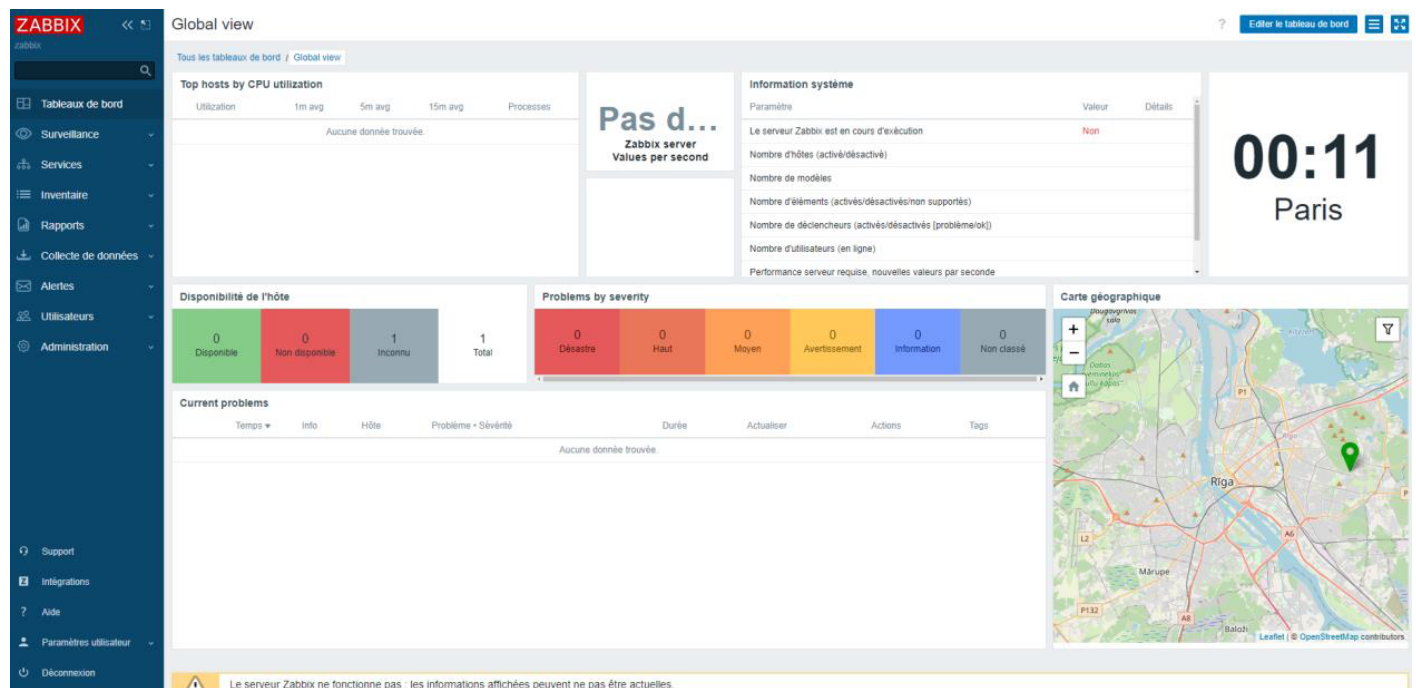 ZABBIX
zabbix
Tableaux de bord
Surveillance
Services
Inventaire
Rapports
Collecte de données
Alertes
Utilisateurs
Administration
Support
Intégrations
? Aide
Paramètres utilisateur
Déconnexion
Global view
? Editer le tableau de bord
Tous les tableaux de bord / Global view
Top hosts by CPU utilization
Utilization 1m avg 5m avg 15m avg Processes
Aucune donnée trouvée.
Pas d...
Zabbix server
Values per second
Information système
Paramètre Valeur Détails
Le serveur Zabbix est en cours d'exécution Non
Nombre d'hôtes (activé/désactivé)
Nombre de modèles
Nombre d'éléments (activés/désactivés/non supportés)
Nombre de déclencheurs (activés/désactivés [problème/ok])
Nombre d'utilisateurs (en ligne)
Performance serveur requise, nouvelles valeurs par seconde
00:11
Paris
Disponibilité de l'hôte
0 0 1 1
Disponible Non disponible Inconnu Total
Problems by severity
0 0 0 0 0 0
Désastre Haut Moyen Avertissement Information Non classé
Current problems
Temps Info Hôte Problème • Sévérité Durée Actualiser Actions Tags
Aucune donnée trouvée.
Carte géographique
+
−
P1
Rīga
L2
A6
Mārupe
P132
A8
Baloži
Leaflet | © OpenStreetMap contributors
Le serveur Zabbix ne fonctionne pas : les informations affichées peuvent ne pas être actuelles.